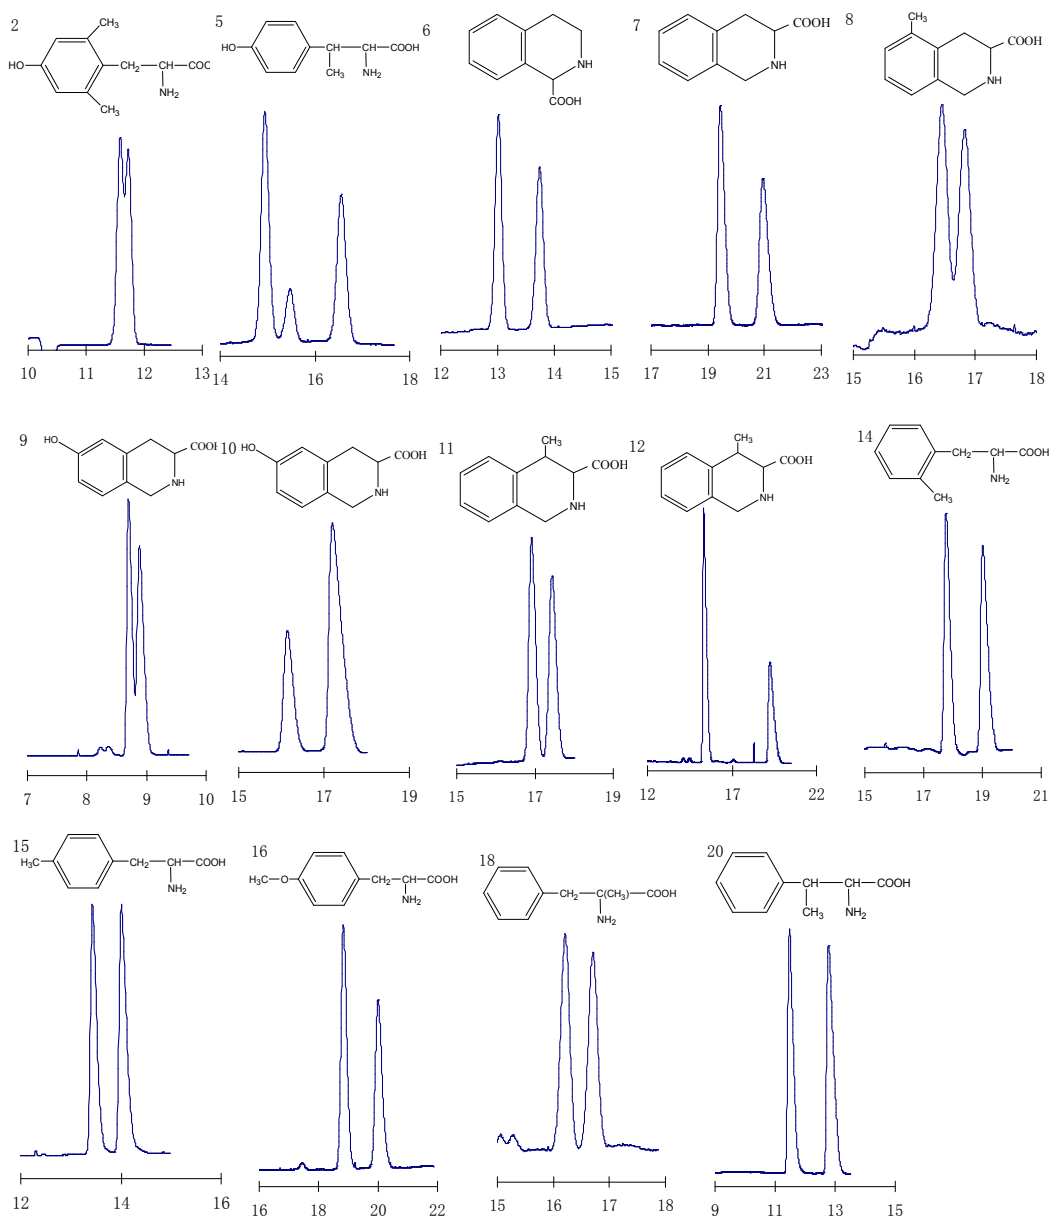 2
CH3
HO
CH2
CH
COC
NH2
CH3
10 11 12 13
5
HO
CH
CH
COOH
CH3
NH2
14 16 18
6
NH
COOH
12 13 14 15
7
COOH
NH
17 19 21 23
8
CH3
COOH
NH
15 16 17 18
9
HO
COOH
NH
7 8 9 10
10
HO
COOH
NH
15 17 19
11
CH3
COOH
NH
15 17 19
12
CH3
COOH
NH
12 17 22
14
CH2
CH
COOH
NH2
CH3
15 17 19 21
15
H3C
CH2
CH
COOH
NH2
12 14 16
16
H3C
O
CH2
CH
COOH
NH2
16 18 20 22
18
CH2
C(CH3)
COOH
NH2
15 16 17 18
20
CH
CH
COOH
CH3
NH2
9 11 13 15